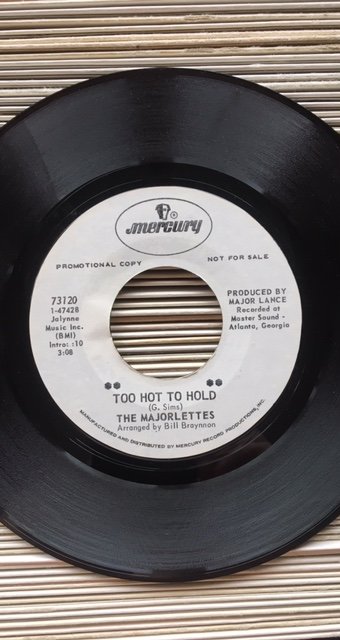 mercury
®
PROMOTIONAL COPY
NOT FOR SALE
73120
1-47428
Jalynne
Music Inc.
(BMI)
Intro: :10
3:08
PRODUCED BY
MAJOR LANCE
Recorded at
Master Sound -
Atlanta, Georgia
TOO HOT TO HOLD
(G. Sims)
THE MAJORLETTES
Arranged by Bill Braynnon
MANUFACTURED AND DISTRIBUTED BY MERCURY RECORD PRODUCTIONS, INC.